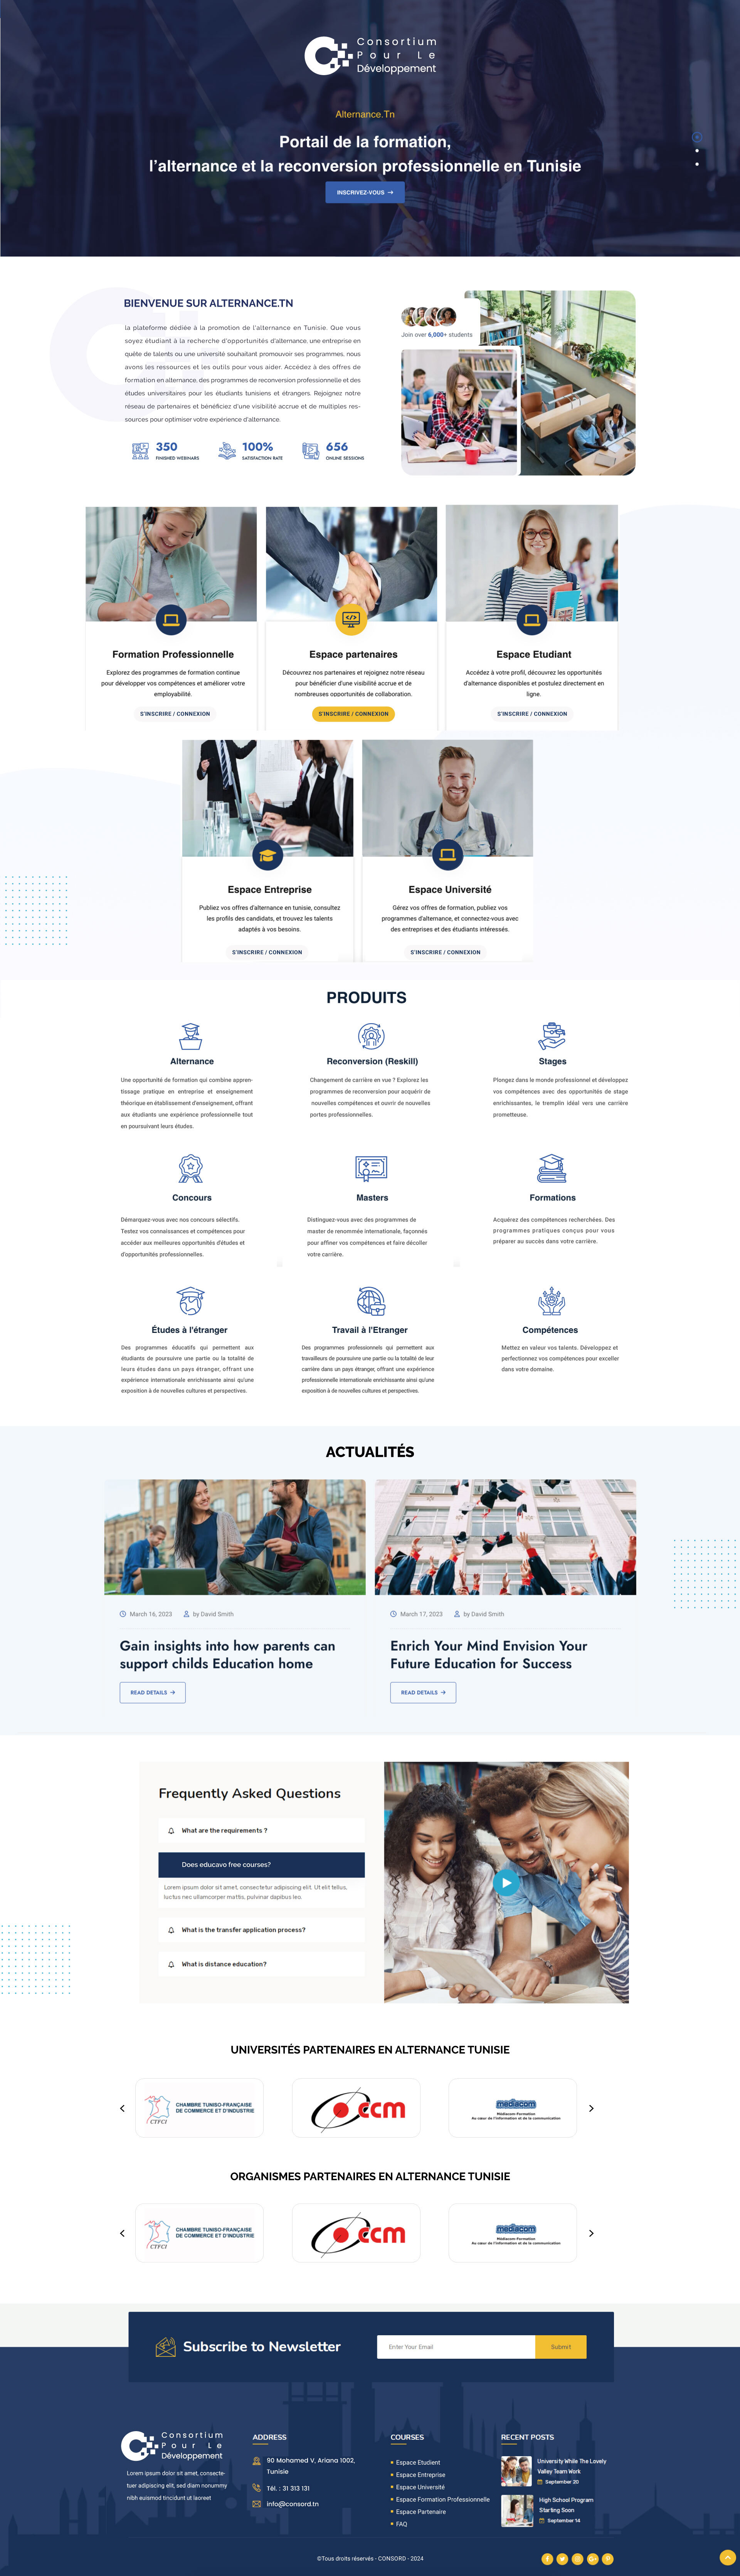 Consortium
Pour Le
Développement
Alternance.Tn
Portail de la formation,
l'alternance et la reconversion professionnelle en Tunisie
INSCRIVEZ-VOUS →
BIENVENUE SUR ALTERNANCE.TN
la plateforme dédiée à la promotion de l'alternance en Tunisie. Que vous
soyez étudiant à la recherche d'opportunités d'alternance, une entreprise en
quête de talents ou une université souhaitant promouvoir ses programmes, nous
avons les ressources et les outils pour vous aider. Accédez à des offres de
formation en alternance, des programmes de reconversion professionnelle et des
études universitaires pour les étudiants tunisiens et étrangers. Rejoignez notre
réseau de partenaires et bénéficiez d'une visibilité accrue et de multiples res-
sources pour optimiser votre expérience d'alternance.
350
FINISHED WEBINARS
100%
SATISFACTION RATE
656
ONLINE SESSIONS
Join over 6,000+ students
Formation Professionnelle
Explorez des programmes de formation continue
pour développer vos compétences et améliorer votre
employabilité.
S'INSCRIRE / CONNEXION
Espace partenaires
Découvrez nos partenaires et rejoignez notre réseau
pour bénéficier d'une visibilité accrue et de
nombreuses opportunités de collaboration.
S'INSCRIRE / CONNEXION
Espace Etudiant
Accédez à votre profil, découvrez les opportunités
d'alternance disponibles et postulez directement en
ligne.
S'INSCRIRE / CONNEXION
Espace Entreprise
Publiez vos offres d'alternance en tunisie, consultez
les profils des candidats, et trouvez les talents
adaptés à vos besoins.
S'INSCRIRE / CONNEXION
Espace Université
Gérez vos offres de formation, publiez vos
programmes d'alternance, et connectez-vous avec
des entreprises et des étudiants intéressés.
S'INSCRIRE / CONNEXION
PRODUITS
Alternance
Une opportunité de formation qui combine appren-
tissage pratique en entreprise et enseignement
théorique en établissement d'enseignement, offrant
aux étudiants une expérience professionnelle tout
en poursuivant leurs études.
Reconversion (Reskill)
Changement de carrière en vue ? Explorez les
programmes de reconversion pour acquérir de
nouvelles compétences et ouvrir de nouvelles
portes professionnelles.
Stages
Plongez dans le monde professionnel et développez
vos compétences avec des opportunités de stage
enrichissantes, le tremplin idéal vers une carrière
prometteuse.
Concours
Démarquez-vous avec nos concours sélectifs.
Testez vos connaissances et compétences pour
accéder aux meilleures opportunités d'études et
d'opportunités professionnelles.
Masters
Distinguez-vous avec des programmes de
master de renommée internationale, façonnés
pour affiner vos compétences et faire décoller
votre carrière.
Formations
Acquérez des compétences recherchées. Des
programmes pratiques conçus pour vous
préparer au succès dans votre carrière.
Études à l'étranger
Des programmes éducatifs qui permettent aux
étudiants de poursuivre une partie ou la totalité de
leurs études dans un pays étranger, offrant une
expérience internationale enrichissante ainsi qu'une
exposition à de nouvelles cultures et perspectives.
Travail à l'Etranger
Des programmes professionnels qui permettent aux
travailleurs de poursuivre une partie ou la totalité de leur
carrière dans un pays étranger, offrant une expérience
professionnelle internationale enrichissante ainsi qu'une
exposition à de nouvelles cultures et perspectives.
Compétences
Mettez en valeur vos talents. Développez et
perfectionnez vos compétences pour exceller
dans votre domaine.
ACTUALITÉS
March 16, 2023 by David Smith
Gain insights into how parents can
support childs Education home
READ DETAILS →
March 17, 2023 by David Smith
Enrich Your Mind Envision Your
Future Education for Success
READ DETAILS →
Frequently Asked Questions
What are the requirements ?
Does educavo free courses?
Lorem ipsum dolor sit amet, consectetur adipiscing elit. Ut elit tellus,
luctus nec ullamcorper mattis, pulvinar dapibus leo.
What is the transfer application process?
What is distance education?
UNIVERSITÉS PARTENAIRES EN ALTERNANCE TUNISIE
CTFCI
CHAMBRE TUNISO-FRANÇAISE
DE COMMERCE ET D'INDUSTRIE
ccm
médiacom
Médiacom Formation
Au cœur de l'information et de la communication
ORGANISMES PARTENAIRES EN ALTERNANCE TUNISIE
CTFCI
CHAMBRE TUNISO-FRANÇAISE
DE COMMERCE ET D'INDUSTRIE
ccm
médiacom
Médiacom Formation
Au cœur de l'information et de la communication
Subscribe to Newsletter
Enter Your Email
Submit
Consortium
Pour Le
Développement
Lorem ipsum dolor sit amet, consecte-
tuer adipiscing elit, sed diam nonummy
nibh euismod tincidunt ut laoreet
ADDRESS
90 Mohamed V, Ariana 1002,
Tunisie
Tél. : 31 313 131
info@consord.tn
COURSES
Espace Etudient
Espace Entreprise
Espace Université
Espace Formation Professionnelle
Espace Partenaire
FAQ
RECENT POSTS
University While The Lovely
Valley Team Work
September 20
High School Program
Starting Soon
September 14
©Tous droits réservés - CONSORD - 2024